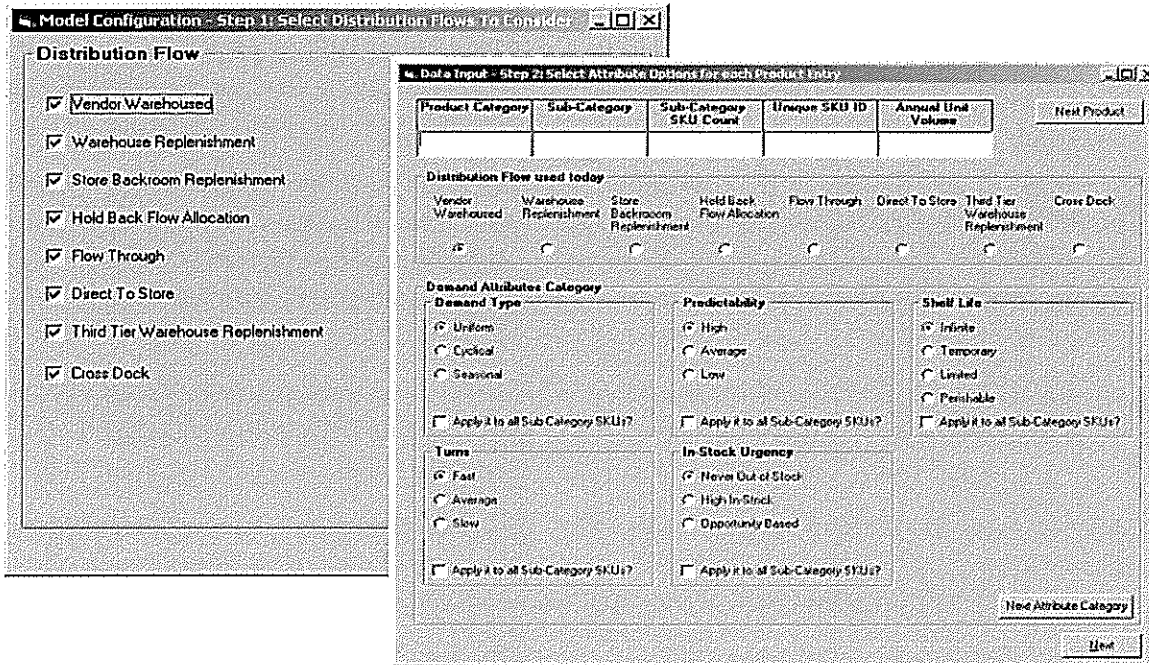 Model Configuration - Step 1: Select Distribution Flows To Consider
Distribution Flow
Vendor Warehoused
Warehouse Replenishment
Store Backroom Replenishment
Hold Back Flow Allocation
Flow Through
Direct To Store
Third Tier Warehouse Replenishment
Cross Dock
Data Input - Step 2: Select Attribute Options for each Product Entry
Product Category Sub-Category Sub-Category SKU Count Unique SKU ID Annual Unit Volume
Next Product
Distribution Flow used today
Vendor Warehoused
Warehouse Replenishment
Store Backroom Replenishment
Hold Back Flow Allocation
Flow Through
Direct To Store
Third Tier Warehouse Replenishment
Cross Dock
Demand Attributes Category
Demand Type
Uniform
Cyclical
Seasonal
Apply it to all Sub-Category SKUs?
Predictability
High
Average
Low
Apply it to all Sub-Category SKUs?
Shelf Life
Infinite
Temporary
Limited
Perishable
Apply it to all Sub-Category SKUs?
Turns
Fast
Average
Slow
Apply it to all Sub-Category SKUs?
In-Stock Urgency
Never Out of Stock
High In-Stock
Opportunity Based
Apply it to all Sub-Category SKUs?
Next Attribute Category
Next